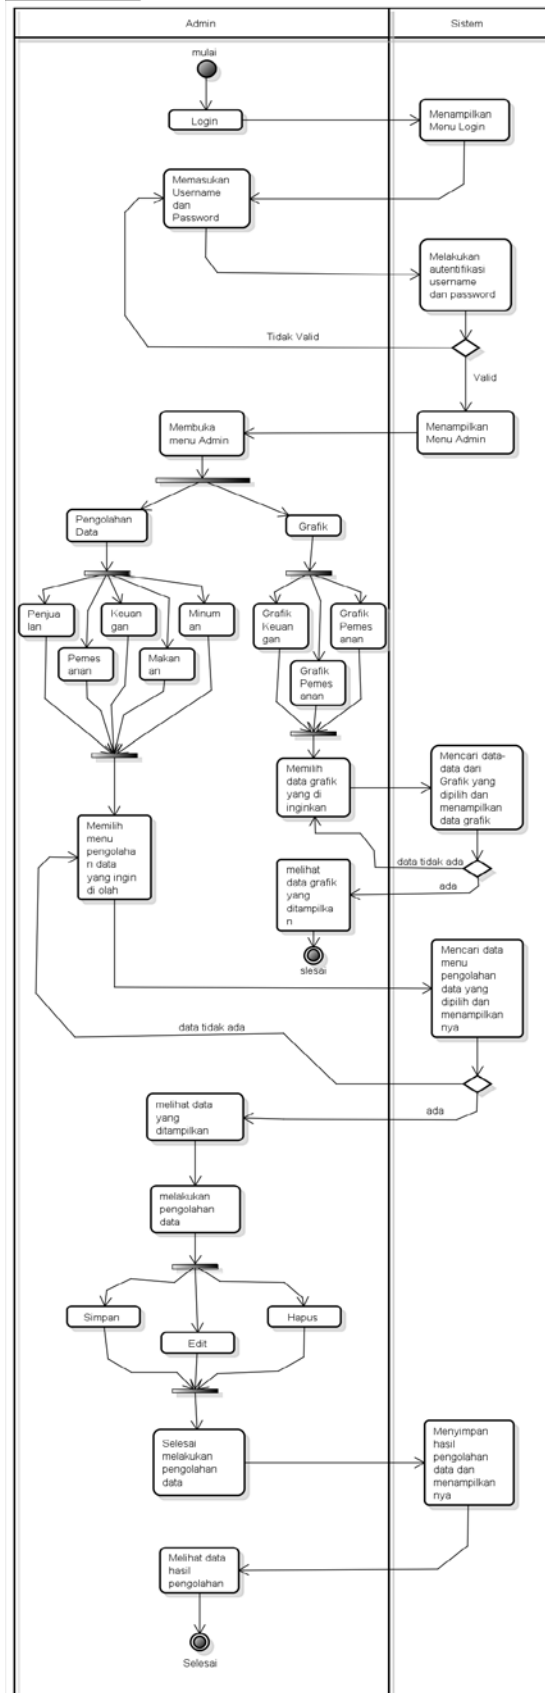 Admin
Sistem
mulai
Login
Menampilkan
Menu Login
Memasukan
Username
dan
Password
Melakukan
autentifikasi
username
dan password
Tidak Valid
Valid
Membuka
menu Admin
Menampilkan
Menu Admin
Pengolahan
Data
Grafik
Penjua
lan
Keuan
gan
Minum
an
Pemes
anan
Makan
an
Grafik
Keuan
gan
Grafik
Pemes
anan
Grafik
Pemes
anan
Memilih
data grafik
yang di
inginkan
Mencari data-
data dari
Grafik yang
dipilih dan
menampilkan
data grafik
data tidak ada
ada
Memilih
menu
pengolaha
n data
yang ingin
di olah
melihat
data grafik
yang
ditampilka
n
slesai
Mencari data
menu
pengolahan
data yang
dipilih dan
menampilkan
nya
data tidak ada
ada
melihat data
yang
ditampilkan
melakukan
pengolahan
data
Simpan
Edit
Hapus
Selesai
melakukan
pengolahan
data
Menyimpan
hasil
pengolahan
data dan
menampilkan
nya
Melihat data
hasil
pengolahan
Selesai